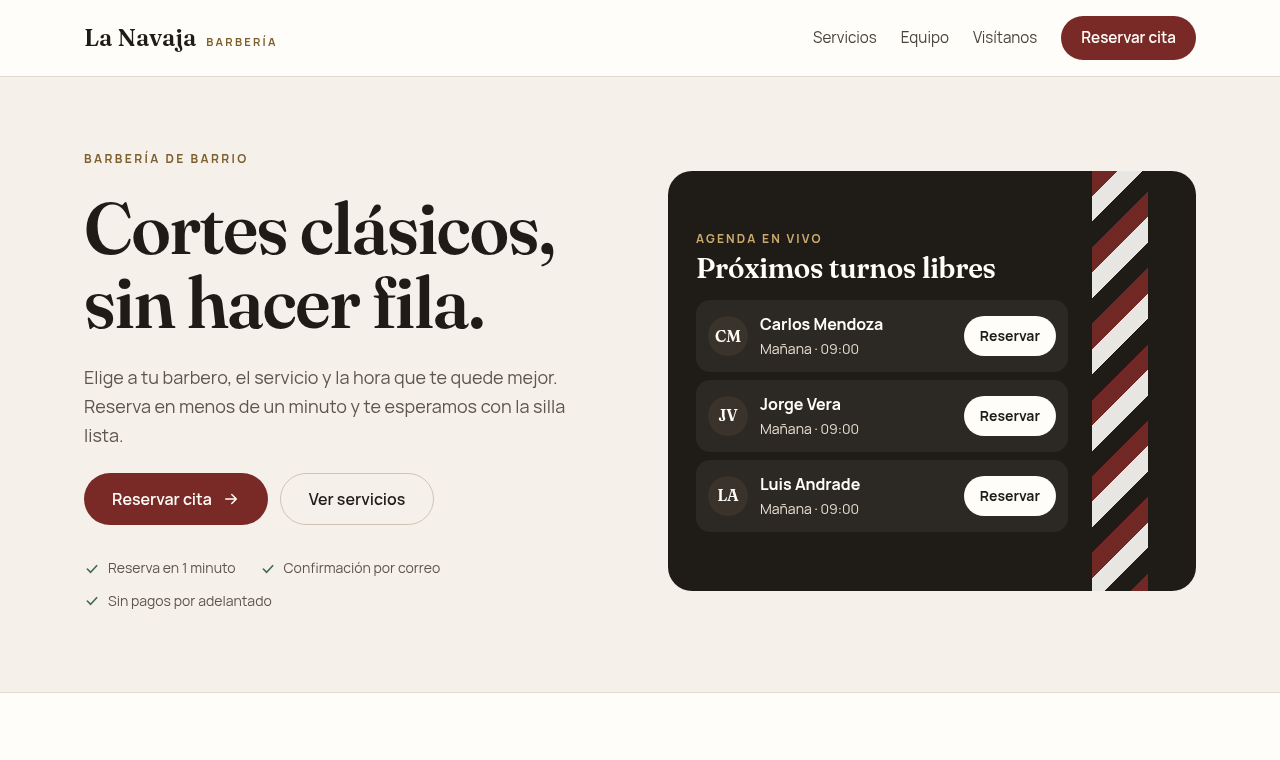 La Navaja BARBERÍA
Servicios Equipo Visítanos Reservar cita
BARBERÍA DE BARRIO
Cortes clásicos,
sin hacer fila.
Elige a tu barbero, el servicio y la hora que te quede mejor.
Reserva en menos de un minuto y te esperamos con la silla
lista.
Reservar cita → Ver servicios
Reserva en 1 minuto Confirmación por correo
Sin pagos por adelantado
AGENDA EN VIVO
Próximos turnos libres
CM Carlos Mendoza Reservar
Mañana · 09:00
JV Jorge Vera Reservar
Mañana · 09:00
LA Luis Andrade Reservar
Mañana · 09:00